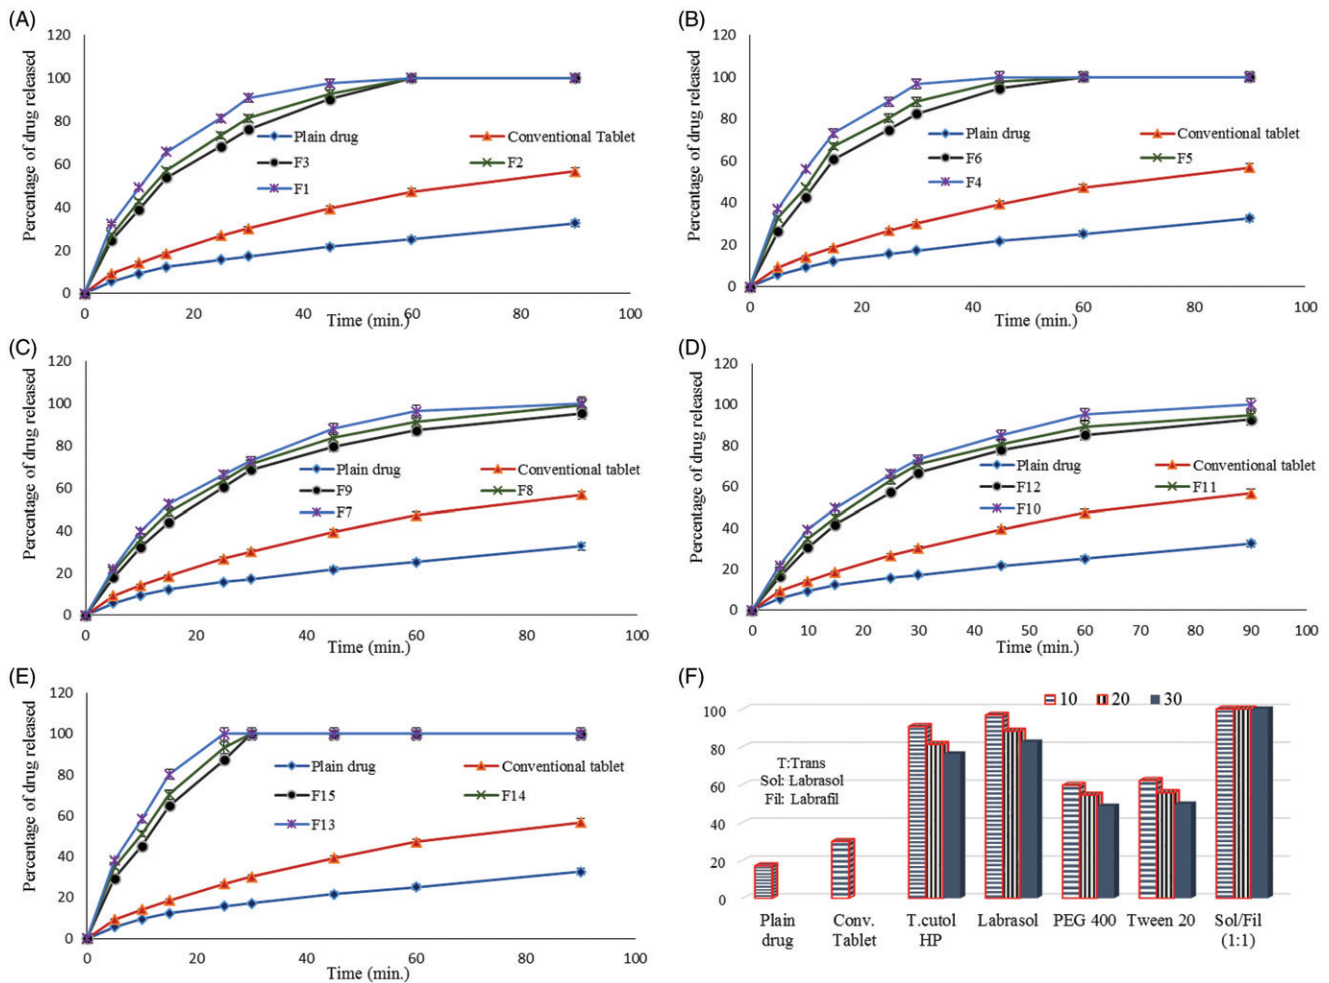 (A)
120
100
80
60
40
20
0
Percentage of drug released
Plain drug
Conventional Tablet
F3
F2
F1
0 20 40 60 80 100
Time (min.)
(B)
120
100
80
60
40
20
0
Percentage of drug released
Plain drug
Conventional tablet
F6
F5
F4
0 20 40 60 80 100
Time (min.)
(C)
120
100
80
60
40
20
0
Percentage of drug released
Plain drug
Conventional tablet
F9
F8
F7
0 20 40 60 80 100
Time (min.)
(D)
120
100
80
60
40
20
0
Percentage of drug released
Plain drug
Conventional tablet
F12
F11
F10
0 10 20 30 40 50 60 70 80 90 100
Time (min.)
(E)
120
100
80
60
40
20
0
Percentage of drug released
Plain drug
Conventional tablet
F15
F14
F13
0 20 40 60 80 100
Time (min.)
(F)
10 20 30
100
80
60
40
20
0
T:Trans
Sol: Labrasol
Fil: Labrafil
Plain
drug
Conv.
Tablet
T.cutol
HP
Labrasol
PEG 400
Tween 20
Sol/Fil
(1:1)